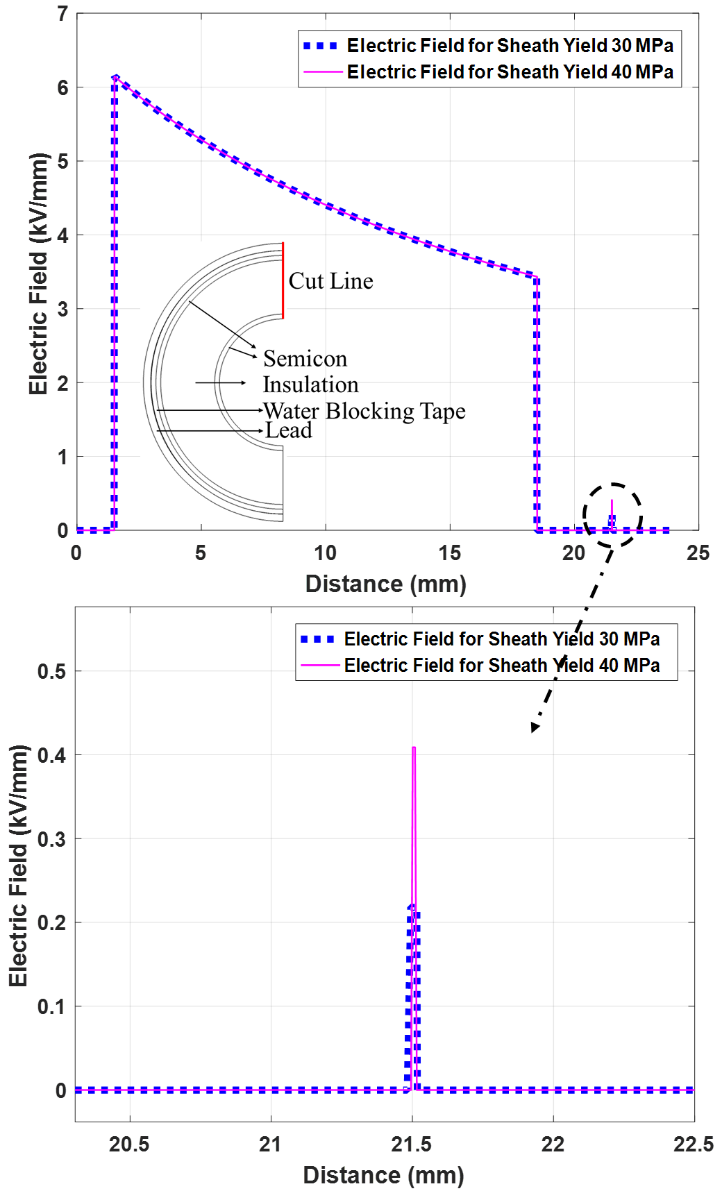 7
Electric Field for Sheath Yield 30 MPa
Electric Field for Sheath Yield 40 MPa
6
5
4
3
2
1
0
Electric Field (kV/mm)
Cut Line
Semicon
Insulation
Water Blocking Tape
Lead
0 5 10 15 20 25
Distance (mm)
Electric Field for Sheath Yield 30 MPa
Electric Field for Sheath Yield 40 MPa
0.5
0.4
0.3
0.2
0.1
0
Electric Field (kV/mm)
20.5 21 21.5 22 22.5
Distance (mm)